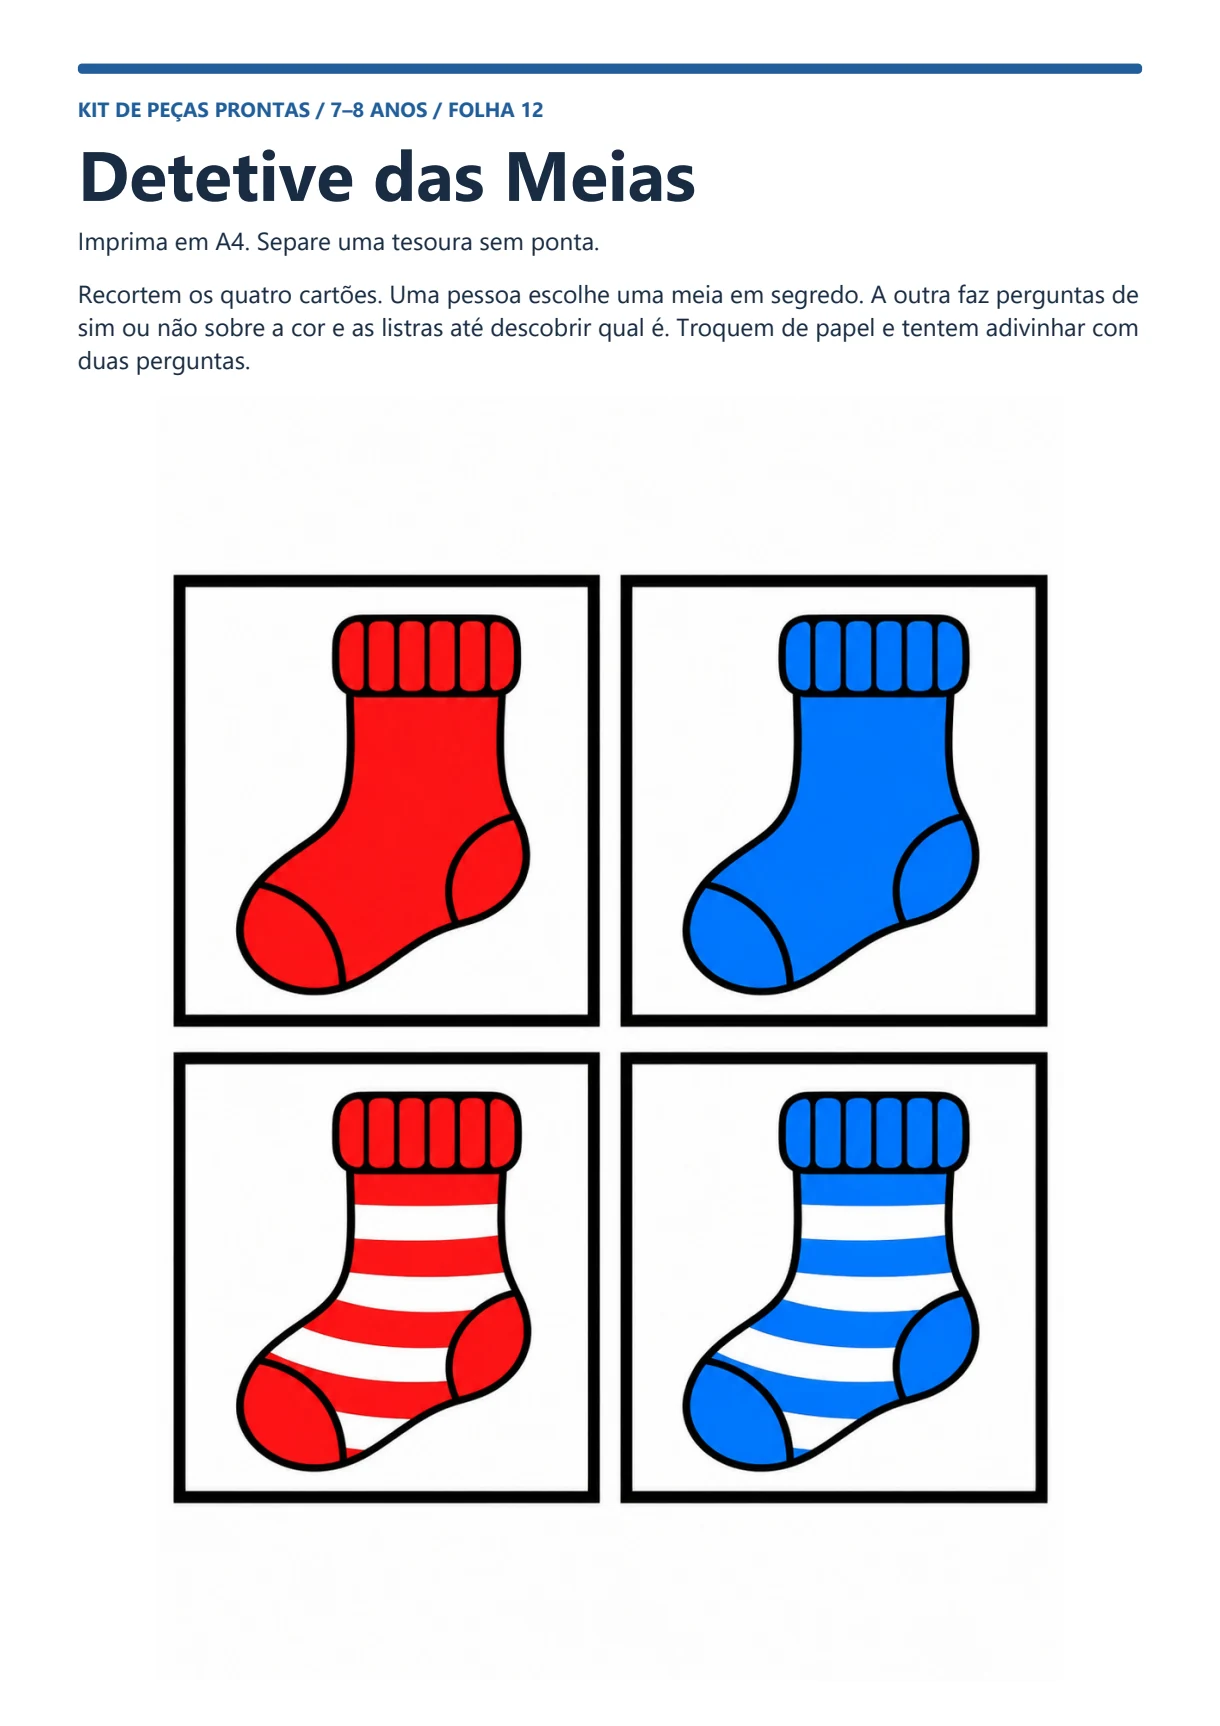 KIT DE PEÇAS PRONTAS / 7–8 ANOS / FOLHA 12
Detetive das Meias
Imprima em A4. Separe uma tesoura sem ponta.
Recortem os quatro cartões. Uma pessoa escolhe uma meia em segredo. A outra faz perguntas de
sim ou não sobre a cor e as listras até descobrir qual é. Troquem de papel e tentem adivinhar com
duas perguntas.